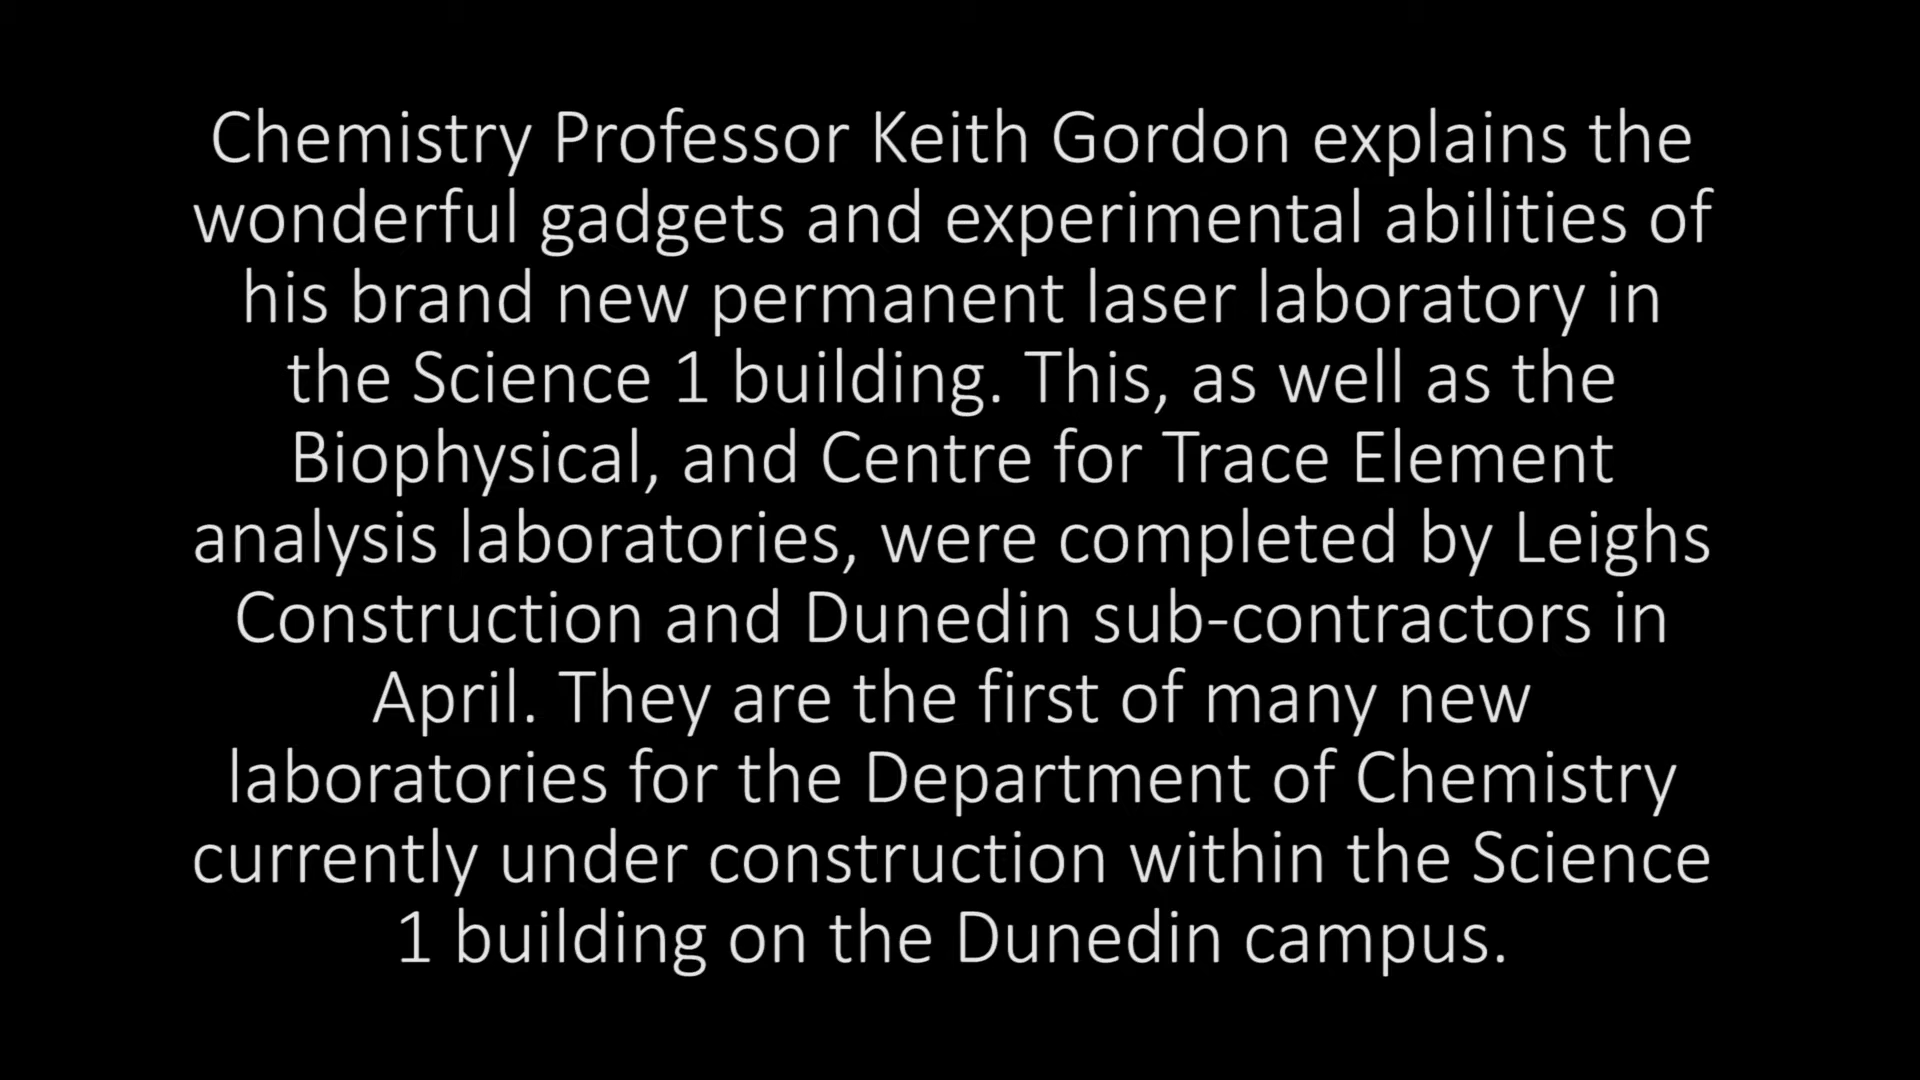 Chemistry Professor Keith Gordon explains the
wonderful gadgets and experimental abilities of
his brand new permanent laser laboratory in
the Science 1 building. This, as well as the
Biophysical, and Centre for Trace Element
analysis laboratories, were completed by Leighs
Construction and Dunedin sub-contractors in
April. They are the first of many new
laboratories for the Department of Chemistry
currently under construction within the Science
1 building on the Dunedin campus.